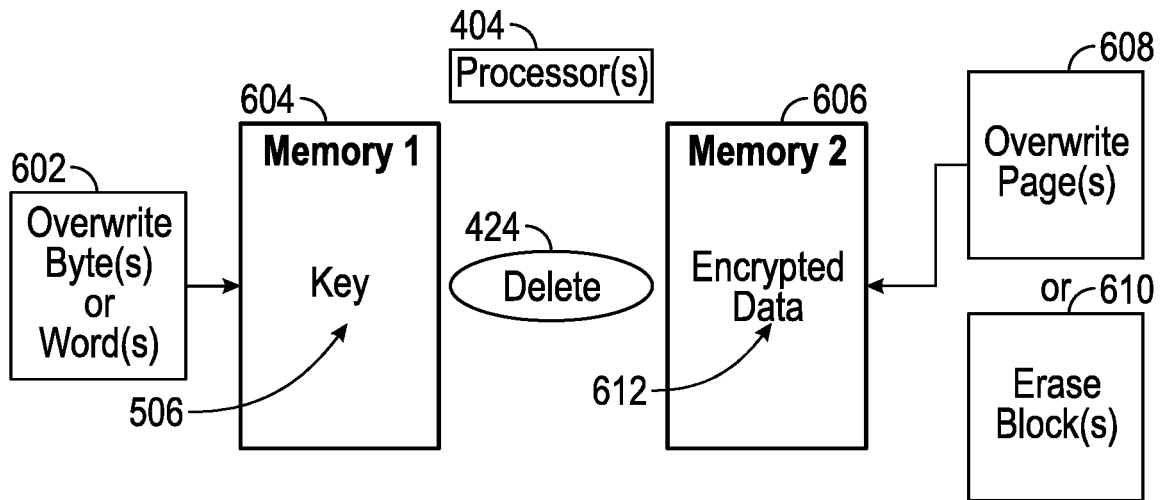 404
Processor(s)
608
604
606
Memory 1
Memory 2
Overwrite
Page(s)
602
Overwrite
Byte(s)
or
Word(s)
424
Key
Delete
Encrypted
Data
or 610
506
612
Erase
Block(s)